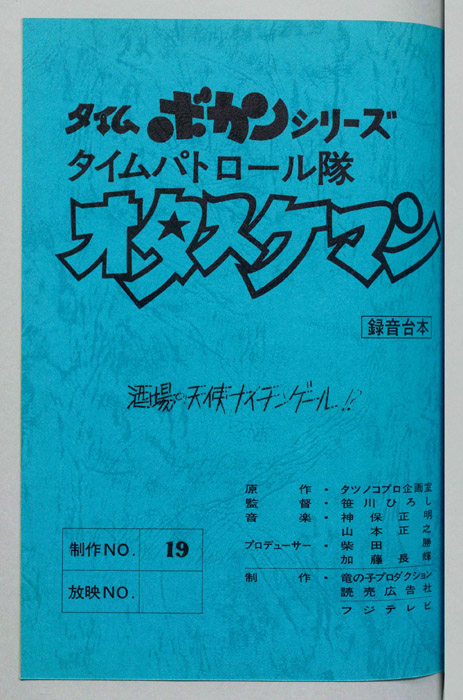 タイムボカンシリーズ
タイムパトロール隊
オタスケマン
録音台本
酒場の天使ナイチンゲール!?
原作・タツノコプロ企画室
監督・笹川ひろし
音楽・神保正明
山本正之
プロデューサー・柴田勝
加藤長輝
制作・竜の子プロダクション
読売広告社
フジテレビ
制作NO. 19
放映NO.